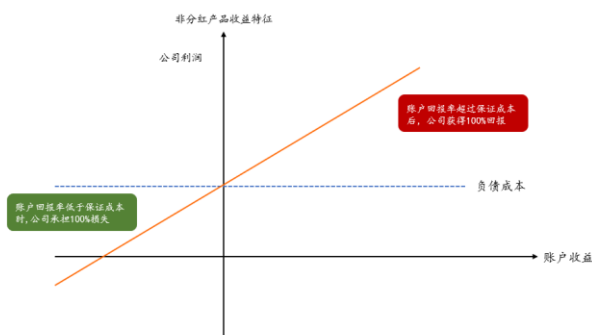 非分红产品收益特征
公司利润
账户回报率超过保证成本
后，公司获得100%回报
负债成本
账户回报率低于保证成本
时,公司承担100%损失
账户收益